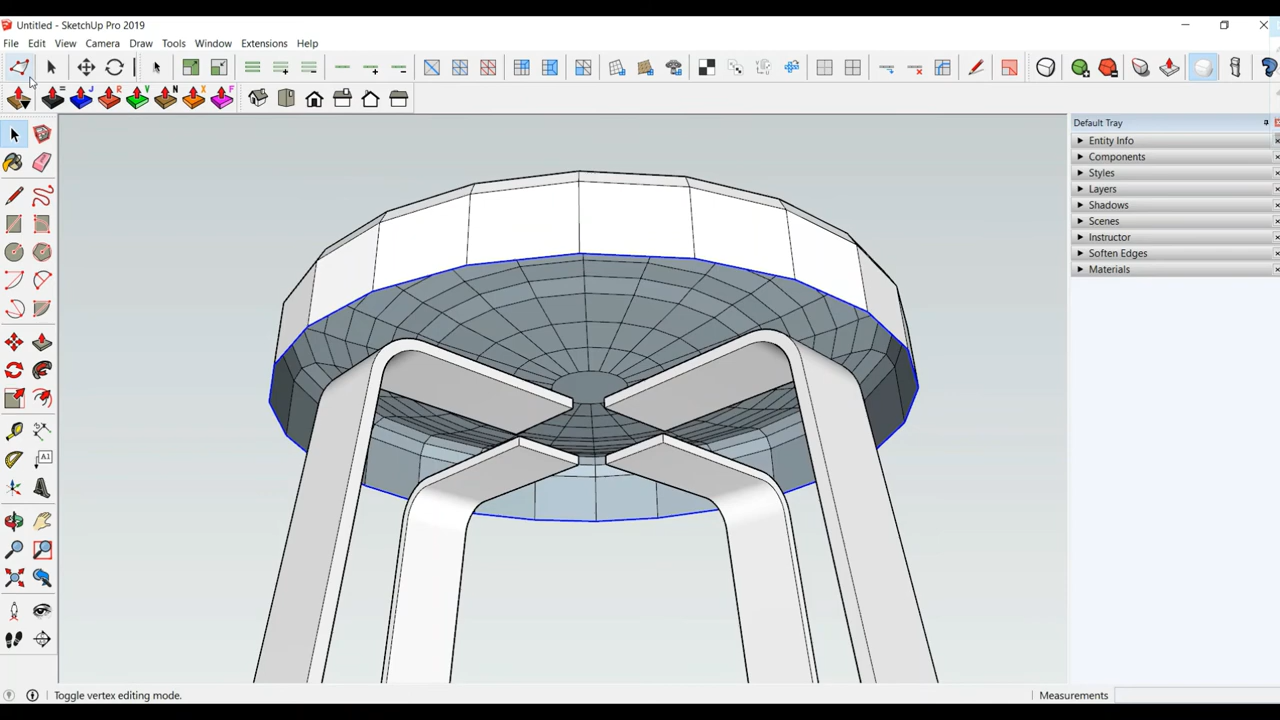 Untitled - SketchUp Pro 2019
File Edit View Camera Draw Tools Window Extensions Help
= J R V N X F
Default Tray
Entity Info
Components
Styles
Layers
Shadows
Scenes
Instructor
Soften Edges
Materials
A1
Toggle vertex editing mode.
Measurements